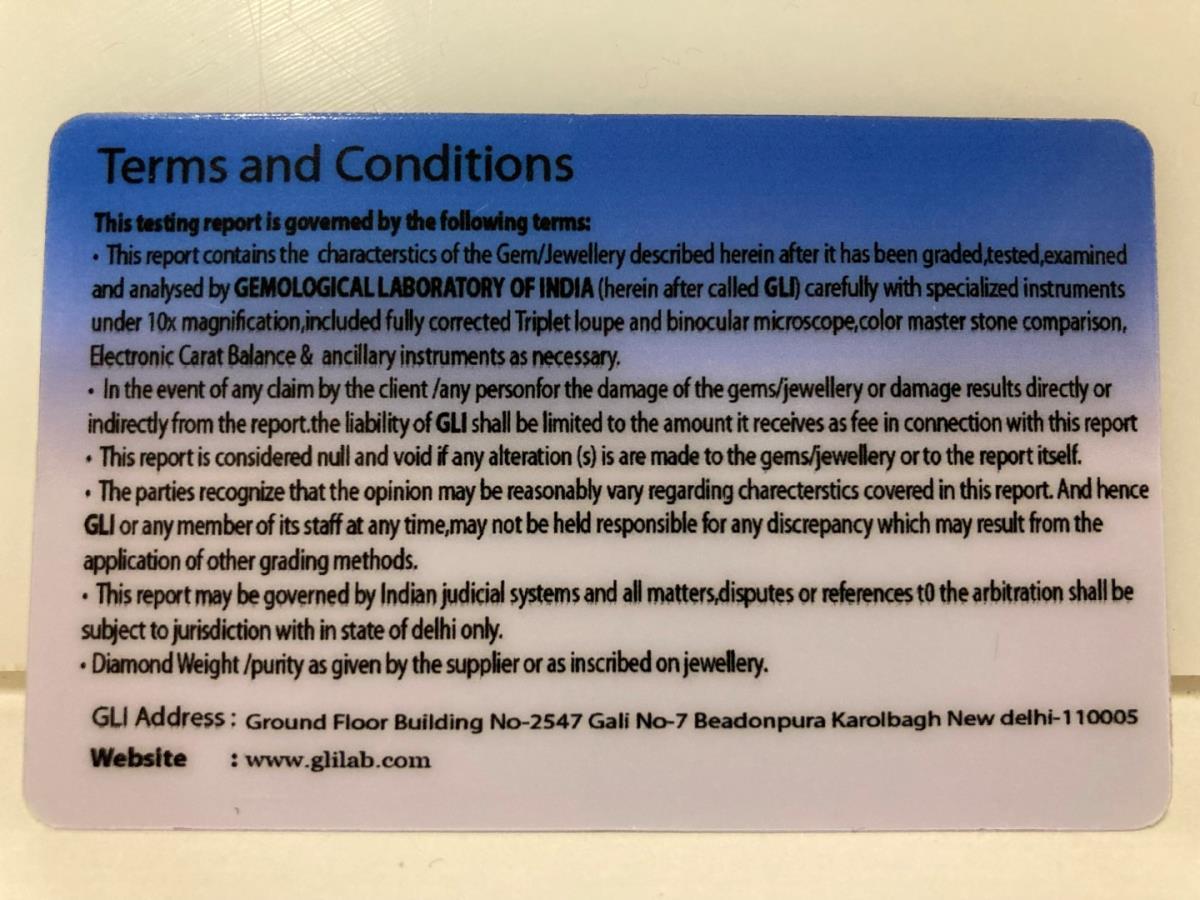 Terms and Conditions
This testing report is governed by the following terms:
· This report contains the characterstics of the Gem/Jewellery described herein after it has been graded,tested,examined
and analysed by GEMOLOGICAL LABORATORY OF INDIA (herein after called GLI) carefully with specialized instruments
under 10x magnification,included fully corrected Triplet loupe and binocular microscope,color master stone comparison,
Electronic Carat Balance & ancillary instruments as necessary.
· In the event of any claim by the client /any personfor the damage of the gems/jewellery or damage results directly or
indirectly from the report.the liability of GLI shall be limited to the amount it receives as fee in connection with this report
· This report is considered null and void if any alteration (s) is are made to the gems/jewellery or to the report itself.
· The parties recognize that the opinion may be reasonably vary regarding charecterstics covered in this report. And hence
GLI or any member of its staff at any time,may not be held responsible for any discrepancy which may result from the
application of other grading methods.
· This report may be governed by Indian judicial systems and all matters,disputes or references t0 the arbitration shall be
subject to jurisdiction with in state of delhi only.
· Diamond Weight /purity as given by the supplier or as inscribed on jewellery.
GLI Address : Ground Floor Building No-2547 Gali No-7 Beadonpura Karolbagh New delhi-110005
Website : www.glilab.com